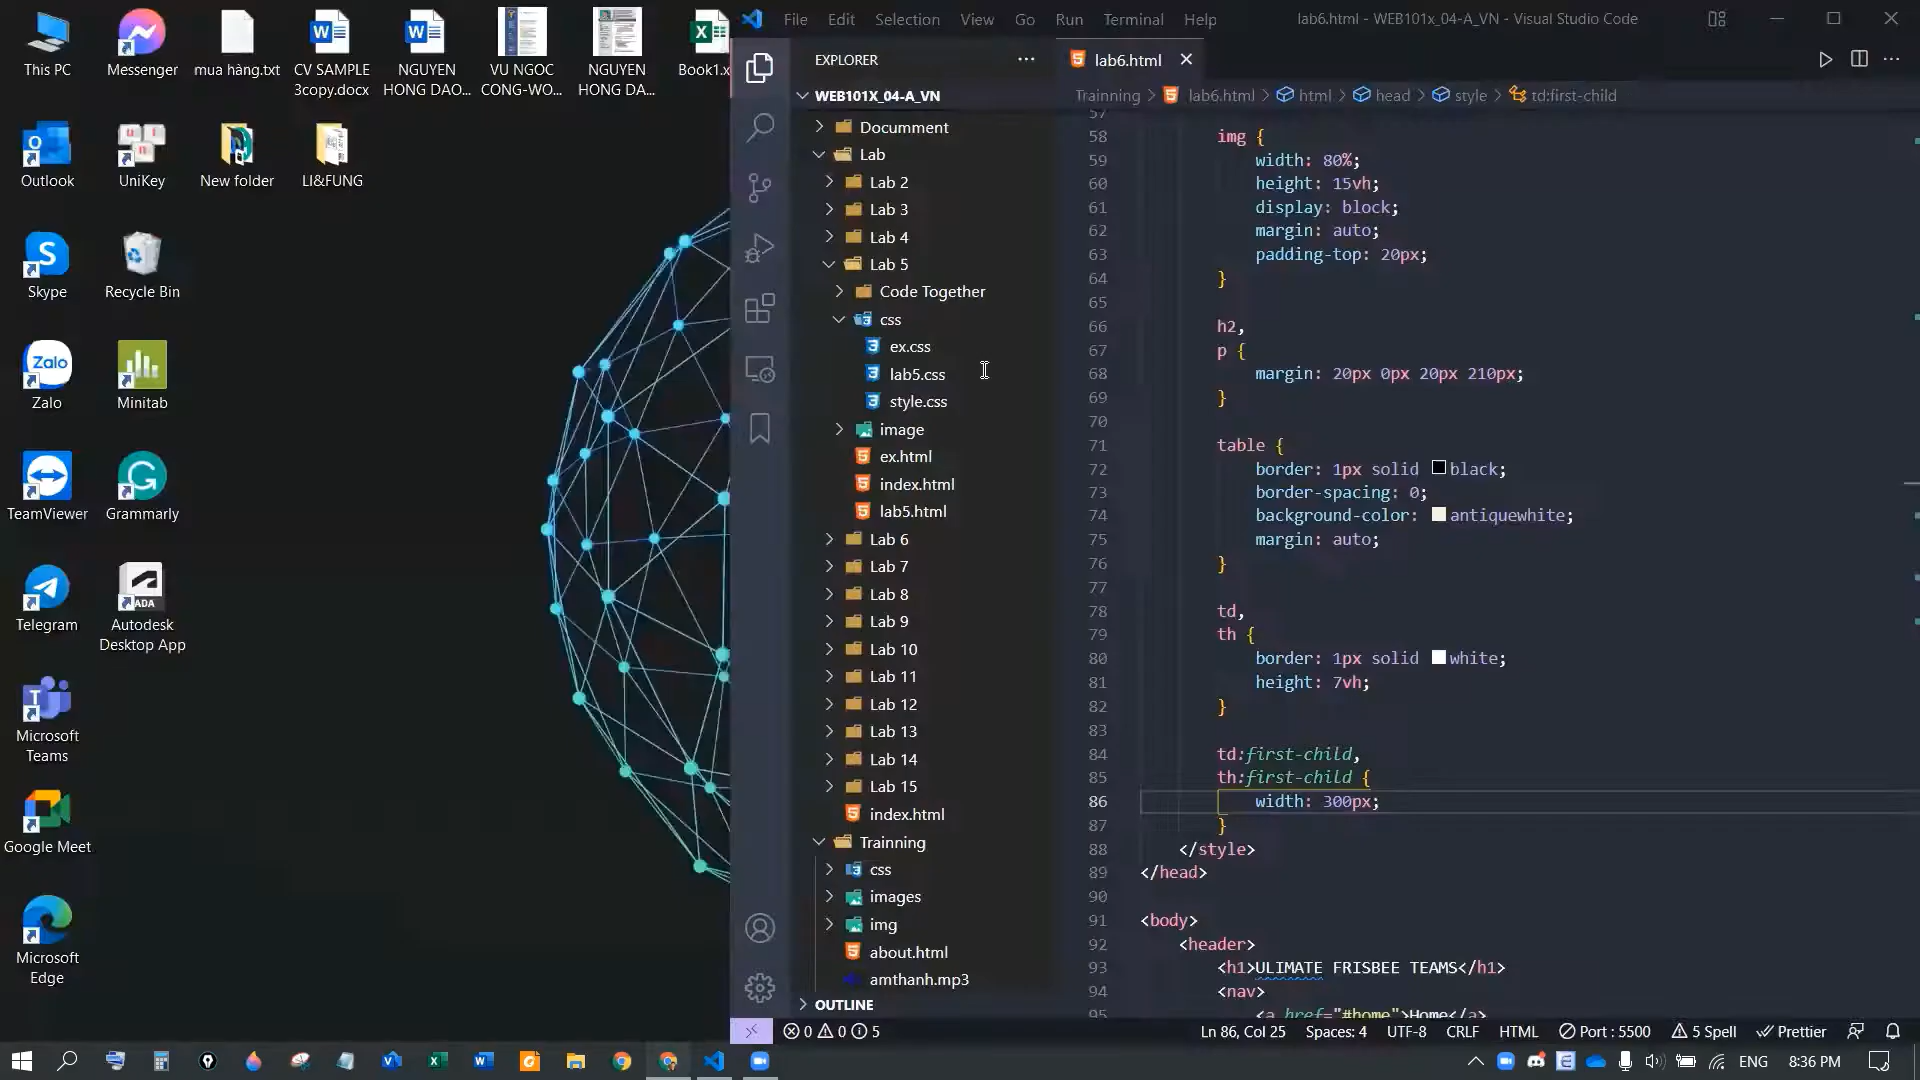 This PC
Messenger
mua hàng.txt
CV SAMPLE
3copy.docx
NGUYEN
HONG DAO...
VU NGOC
CONG-WO...
NGUYEN
HONG DA...
Book1.x
Outlook
UniKey
New folder
LI&FUNG
Skype
Recycle Bin
Zalo
Zalo
Minitab
TeamViewer
Grammarly
Telegram
ADA
Autodesk
Desktop App
Microsoft
Teams
Google Meet
Microsoft
Edge
File Edit Selection View Go Run Terminal Help
lab6.html - WEB101x_04-A_VN - Visual Studio Code
EXPLORER
WEB101X_04-A_VN
Documment
Lab
Lab 2
Lab 3
Lab 4
Lab 5
Code Together
css
ex.css
lab5.css
style.css
image
ex.html
index.html
lab5.html
Lab 6
Lab 7
Lab 8
Lab 9
Lab 10
Lab 11
Lab 12
Lab 13
Lab 14
Lab 15
index.html
Trainning
css
images
img
about.html
amthanh.mp3
OUTLINE
lab6.html
Trainning > lab6.html > html > head > style > td:first-child
57
58 img {
59 width: 80%;
60 height: 15vh;
61 display: block;
62 margin: auto;
63 padding-top: 20px;
64 }
65
66 h2,
67 p {
68 margin: 20px 0px 20px 210px;
69 }
70
71 table {
72 border: 1px solid black;
73 border-spacing: 0;
74 background-color: antiquewhite;
75 margin: auto;
76 }
77
78 td,
79 th {
80 border: 1px solid white;
81 height: 7vh;
82 }
83
84 td:first-child,
85 th:first-child {
86 width: 300px;
87 }
88 </style>
89 </head>
90
91 <body>
92 <header>
93 <h1>ULIMATE FRISBEE TEAMS</h1>
94 <nav>
95 <a href="#home">Home</a>
0 0 5
Ln 86, Col 25 Spaces: 4 UTF-8 CRLF HTML Port : 5500 5 Spell Prettier
ENG 8:36 PM